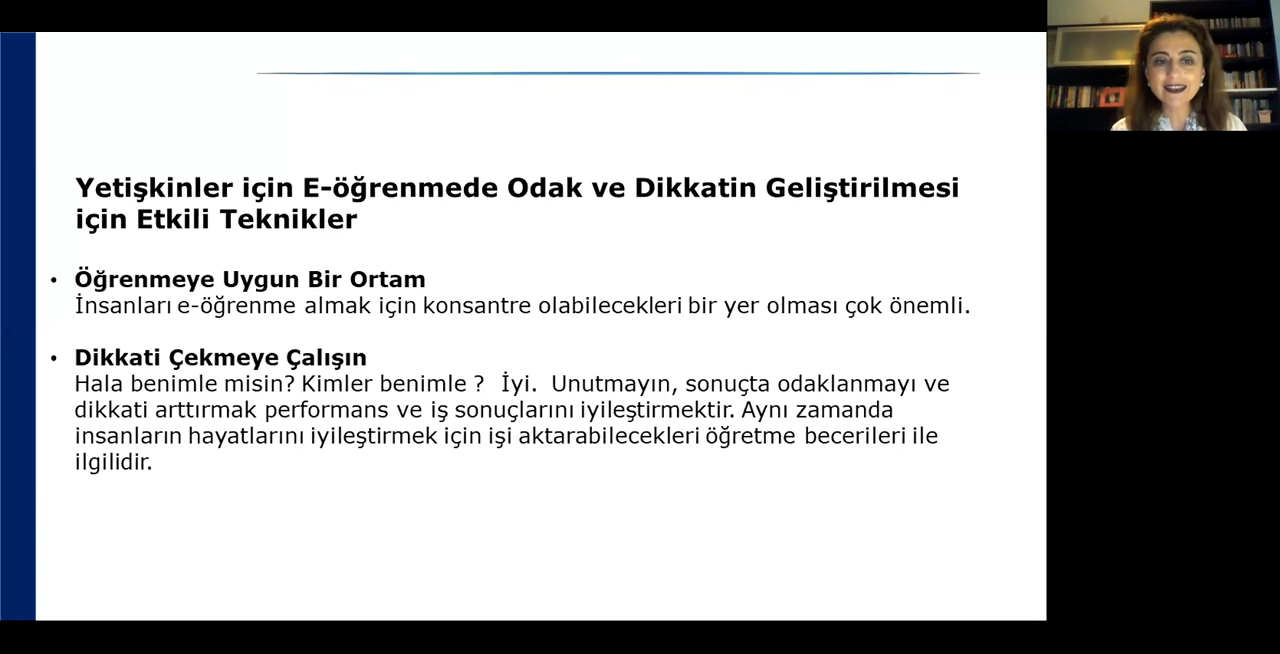 Yetişkinler için E-öğrenmede Odak ve Dikkatin Geliştirilmesi
için Etkili Teknikler
• Öğrenmeye Uygun Bir Ortam
İnsanları e-öğrenme almak için konsantre olabilecekleri bir yer olması çok önemli.
• Dikkati Çekmeye Çalışın
Hala benimle misin? Kimler benimle ? İyi. Unutmayın, sonuçta odaklanmayı ve
dikkati arttırmak performans ve iş sonuçlarını iyileştirmektir. Aynı zamanda
insanların hayatlarını iyileştirmek için işi aktarabilecekleri öğretme becerileri ile
ilgilidir.